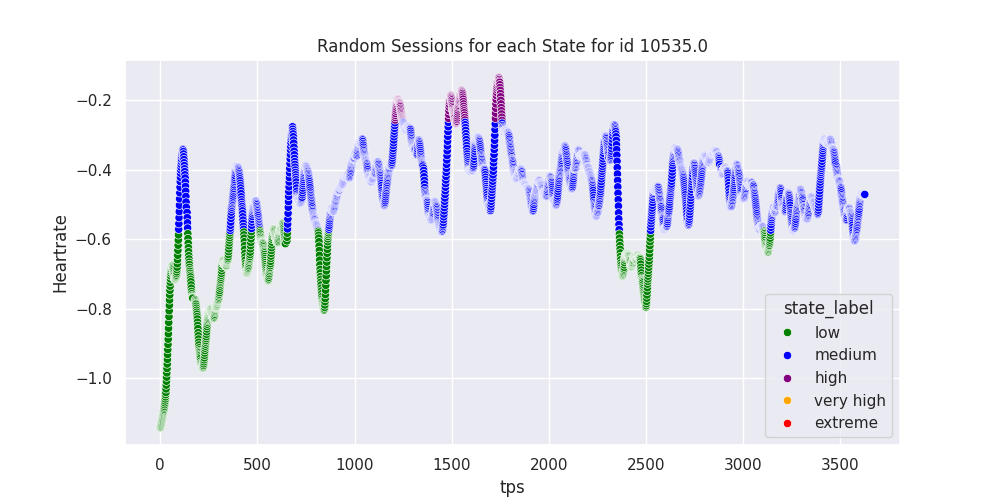 Random Sessions for each State for id 10535.0
Heartrate
−0.2
−0.4
−0.6
−0.8
−1.0
0 500 1000 1500 2000 2500 3000 3500
tps
state_label
low
medium
high
very high
extreme